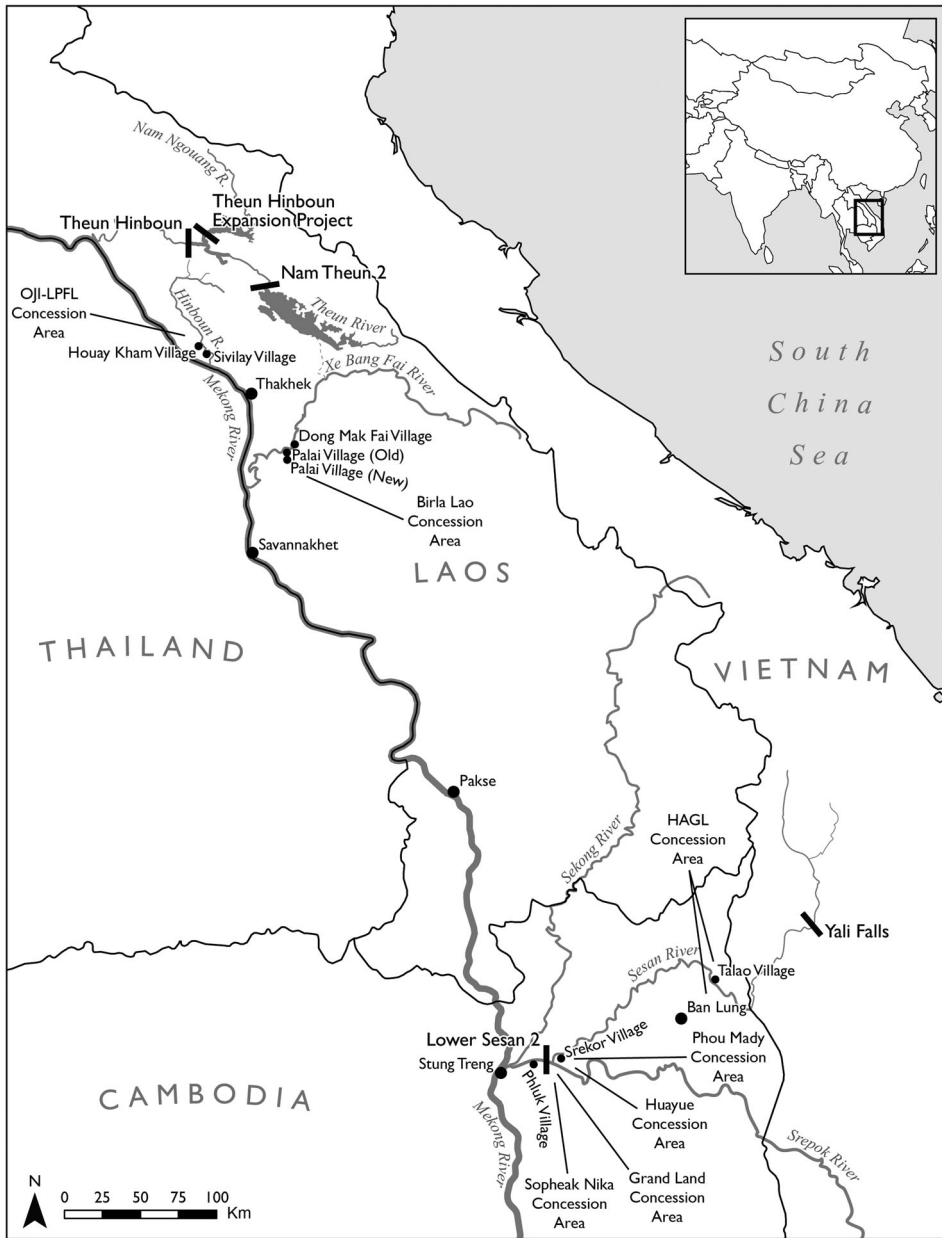 Nam Ngouang R.
Theun Hinboun
Theun Hinboun
Expansion Project
Nam Theun 2
OJI-LPFL
Concession
Area
Hinboun R.
Theun River
Houay Kham Village
Sivilay Village
Xe Bang Fai River
Mekong River
Thakhek
South
China
Sea
Dong Mak Fai Village
Palai Village (Old)
Palai Village (New)
Birla Lao
Concession
Area
Savannakhet
LAOS
THAILAND
VIETNAM
Pakse
HAGL
Concession
Area
Sekong River
Yali Falls
Sesan River
Talao Village
Ban Lung
Lower Sesan 2
Srekor Village
Phou Mady
Concession
Area
Stung Treng
Phluk Village
CAMBODIA
Mekong River
Huayue
Concession
Area
Srepok River
Sopheak Nika
Concession
Area
Grand Land
Concession
Area
N
0 25 50 75 100
Km